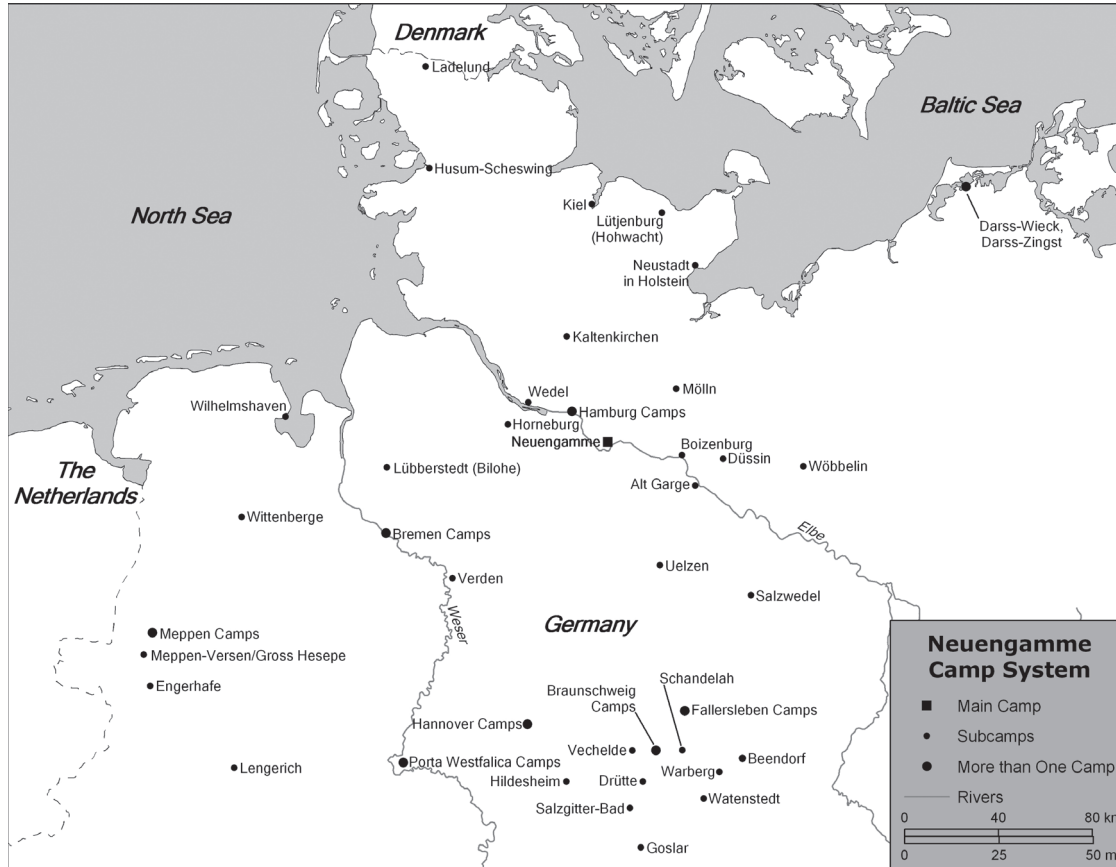 Denmark
Ladelund
Baltic Sea
Husum-Scheswing
North Sea
Kiel
Lütjenburg
(Hohwacht)
Darss-Wieck,
Darss-Zingst
Neustadt
in Holstein
Kaltenkirchen
Mölln
Wedel
Wilhelmshaven
Hamburg Camps
Horneburg
Neuengamme
Boizenburg
Düssin
Wöbbelin
Lübberstedt (Bilohe)
The
Netherlands
Alt Garge
Wittenberge
Elbe
Bremen Camps
Uelzen
Verden
Salzwedel
Weser
Germany
Meppen Camps
Meppen-Versen/Gross Hesepe
Engerhafe
Schandelah
Braunschweig
Camps
Fallersleben Camps
Hannover Camps
Vechelde
Beendorf
Porta Westfalica Camps
Lengerich
Warberg
Hildesheim
Drütte
Watenstedt
Salzgitter-Bad
Goslar
Neuengamme
Camp System
Main Camp
Subcamps
More than One Camp
Rivers
0 40 80 km
0 25 50 m